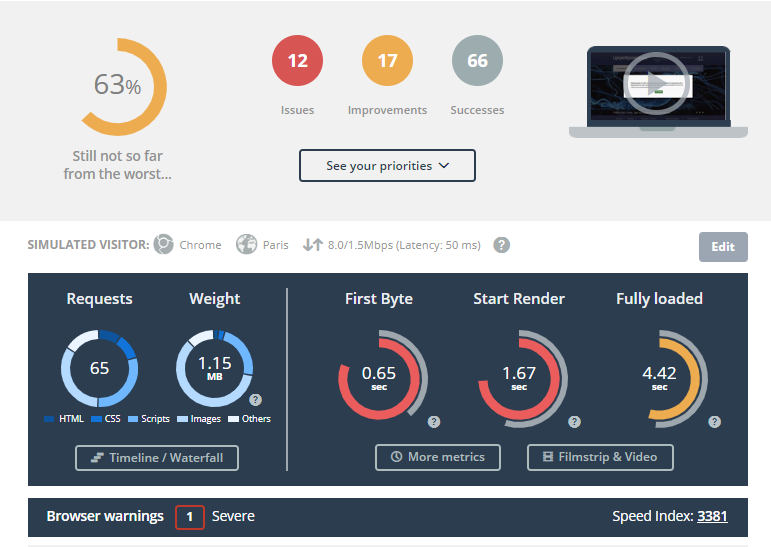 63%
Still not so far
from the worst...
12
17
66
Issues
Improvements
Successes
See your priorities
SIMULATED VISITOR: Chrome Paris 8.0/1.5Mbps (Latency: 50 ms) ?
Edit
Requests
Weight
First Byte
Start Render
Fully loaded
65
1.15
MB
?
0.65
sec
?
1.67
sec
?
4.42
sec
?
HTML CSS Scripts Images Others
Timeline / Waterfall
More metrics
Filmstrip & Video
Browser warnings 1 Severe
Speed Index: 3381